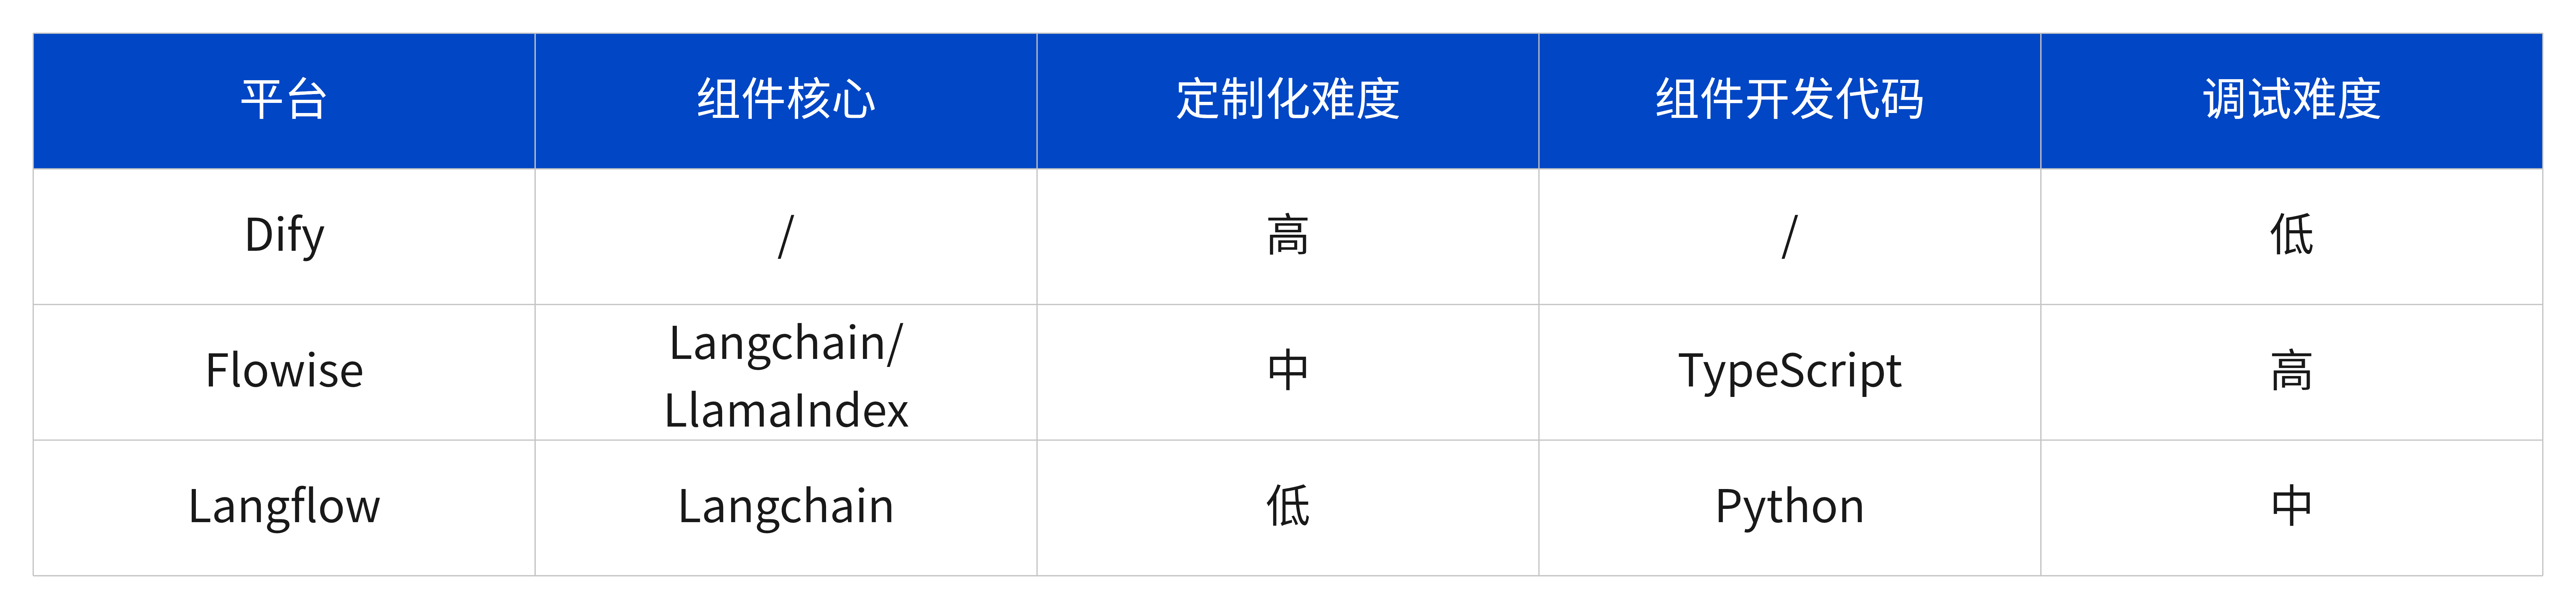 平台 组件核心 定制化难度 组件开发代码 调试难度
Dify / 高 / 低
Flowise Langchain/ 中 TypeScript 高
LlamaIndex
Langflow Langchain 低 Python 中